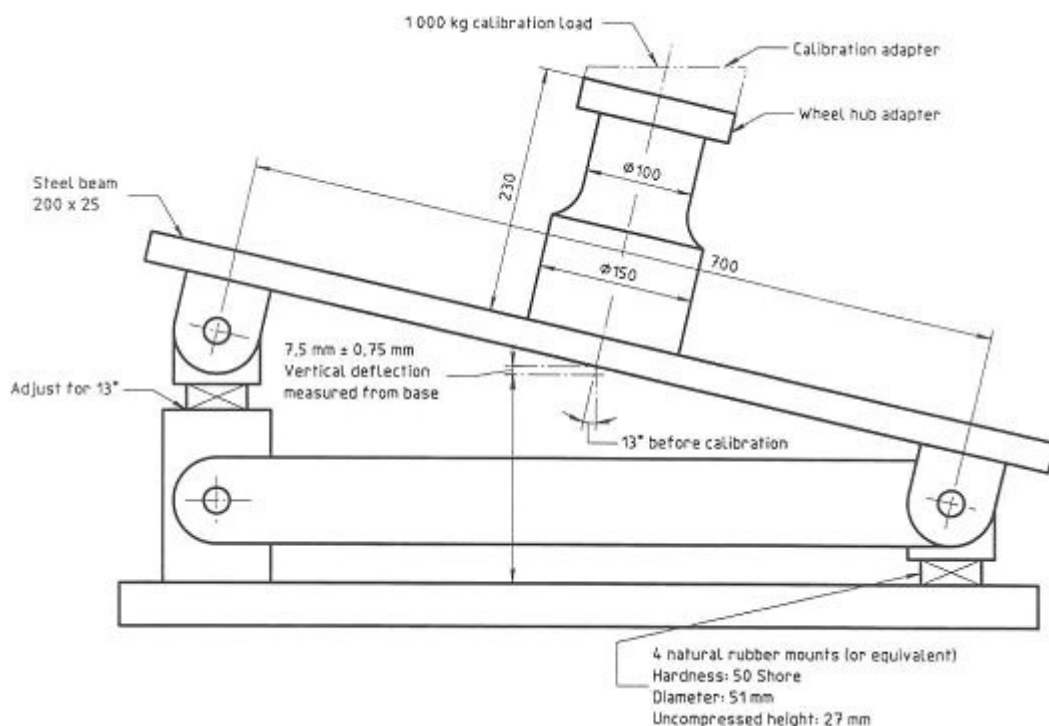 1 000 kg calibration load
Calibration adapter
Wheel hub adapter
Ø100
230
Steel beam
200 x 25
700
Ø150
7,5 mm ± 0,75 mm
Vertical deflection
measured from base
Adjust for 13°
13° before calibration
4 natural rubber mounts (or equivalent)
Hardness: 50 Shore
Diameter: 51 mm
Uncompressed height: 27 mm